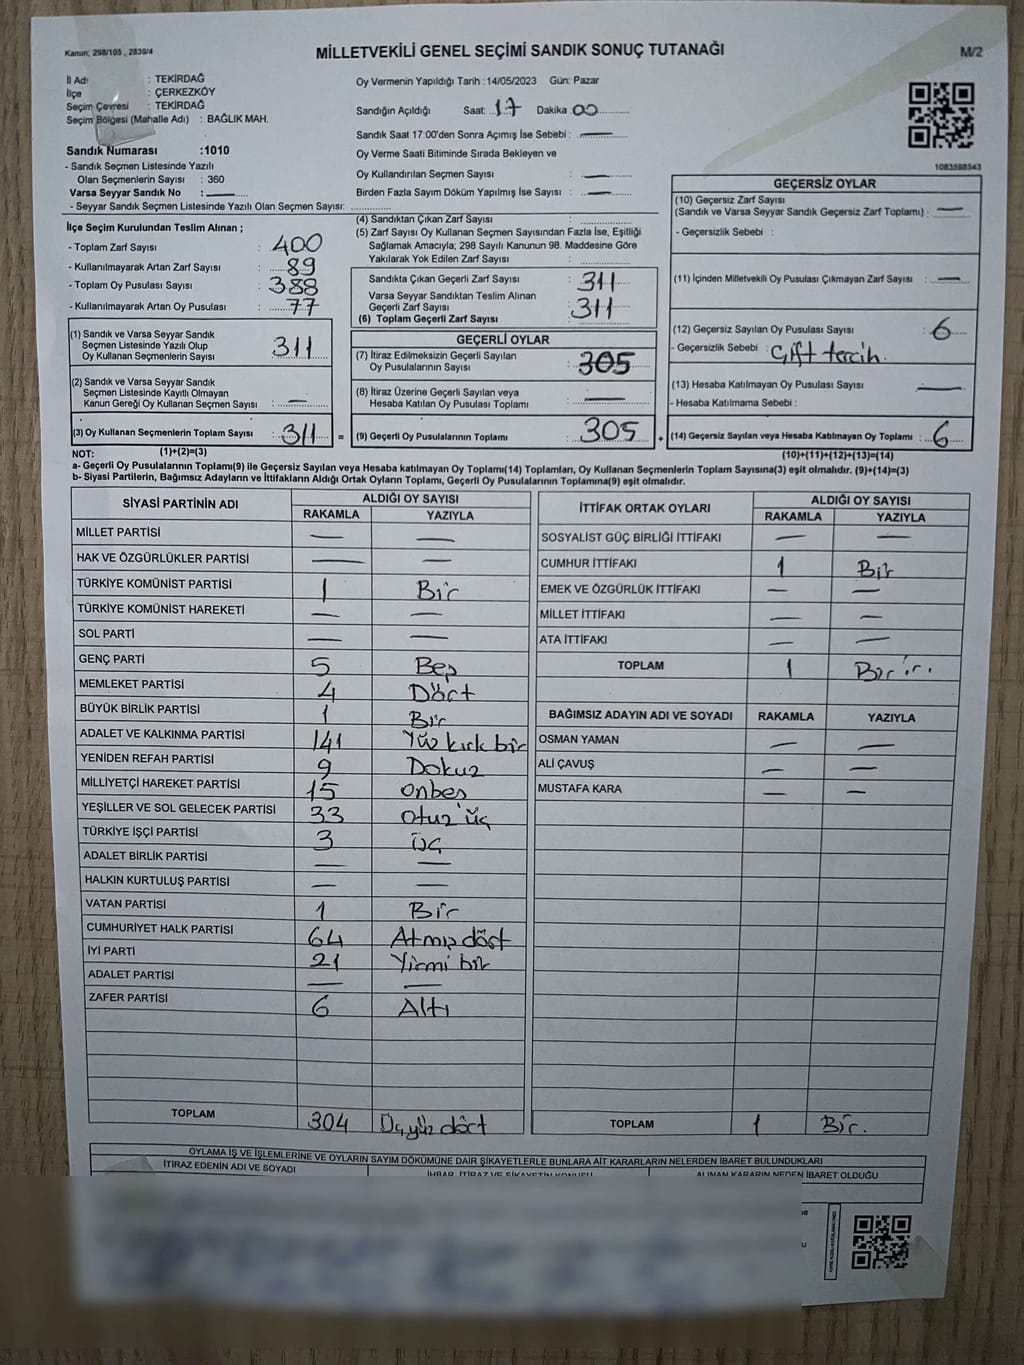 Kanun: 298/105 , 2839/4
MİLLETVEKİLİ GENEL SEÇİMİ SANDIK SONUÇ TUTANAĞI
M/2
İl Adı : TEKİRDAĞ
İlçe : ÇERKEZKÖY
Seçim Çevresi : TEKİRDAĞ
Seçim Bölgesi (Mahalle Adı) : BAĞLIK MAH.
Sandık Numarası :1010
- Sandık Seçmen Listesinde Yazılı
Olan Seçmenlerin Sayısı : 360
Varsa Seyyar Sandık No : —
- Seyyar Sandık Seçmen Listesinde Yazılı Olan Seçmen Sayısı:
Oy Vermenin Yapıldığı Tarih :14/05/2023 Gün: Pazar
Sandığın Açıldığı Saat: 17 Dakika :00
Sandık Saat 17:00'den Sonra Açımış İse Sebebi : —
Oy Verme Saati Bitiminde Sırada Bekleyen ve
Oy Kullandırılan Seçmen Sayısı : —
Birden Fazla Sayım Döküm Yapılmış İse Sayısı : —
1083598543
İlçe Seçim Kurulundan Teslim Alınan ;
- Toplam Zarf Sayısı : 400
- Kullanılmayarak Artan Zarf Sayısı : 89
- Toplam Oy Pusulası Sayısı : 388
- Kullanılmayarak Artan Oy Pusulası : 77
(1) Sandık ve Varsa Seyyar Sandık
Seçmen Listesinde Yazılı Olup
Oy Kullanan Seçmenlerin Sayısı : 311
(2) Sandık ve Varsa Seyyar Sandık
Seçmen Listesinde Kayıtlı Olmayan
Kanun Gereği Oy Kullanan Seçmen Sayısı : —
(3) Oy Kullanan Seçmenlerin Toplam Sayısı : 311 =
(4) Sandıktan Çıkan Zarf Sayısı :
(5) Zarf Sayısı Oy Kullanan Seçmen Sayısından Fazla İse, Eşitliği
Sağlamak Amacıyla; 298 Sayılı Kanunun 98. Maddesine Göre
Yakılarak Yok Edilen Zarf Sayısı :
Sandıkta Çıkan Geçerli Zarf Sayısı : 311
Varsa Seyyar Sandıktan Teslim Alınan
Geçerli Zarf Sayısı
(6) Toplam Geçerli Zarf Sayısı : 311
GEÇERLİ OYLAR
(7) İtiraz Edilmeksizin Geçerli Sayılan
Oy Pusulalarının Sayısı : 305
(8) İtiraz Üzerine Geçerli Sayılan veya
Hesaba Katılan Oy Pusulası Toplamı : —
(9) Geçerli Oy Pusulalarının Toplamı : 305 +
GEÇERSİZ OYLAR
(10) Geçersiz Zarf Sayısı
(Sandık ve Varsa Seyyar Sandık Geçersiz Zarf Toplamı) : —
- Geçersizlik Sebebi :
(11) İçinden Milletvekili Oy Pusulası Çıkmayan Zarf Sayısı : —
(12) Geçersiz Sayılan Oy Pusulası Sayısı : 6
- Geçersizlik Sebebi : Çift tercih.
(13) Hesaba Katılmayan Oy Pusulası Sayısı —
- Hesaba Katılmama Sebebi :
(14) Geçersiz Sayılan veya Hesaba Katılmayan Oy Toplamı : 6
NOT: (1)+(2)=(3)
(10)+(11)+(12)+(13)=(14)
a- Geçerli Oy Pusulalarının Toplamı(9) ile Geçersiz Sayılan veya Hesaba katılmayan Oy Toplamı(14) Toplamları, Oy Kullanan Seçmenlerin Toplam Sayısına(3) eşit olmalıdır. (9)+(14)=(3)
b- Siyasi Partilerin, Bağımsız Adayların ve İttifakların Aldığı Ortak Oyların Toplamı, Geçerli Oy Pusulalarının Toplamına(9) eşit olmalıdır.
SİYASİ PARTİNİN ADI ALDIĞI OY SAYISI
RAKAMLA YAZIYLA
MİLLET PARTİSİ — —
HAK VE ÖZGÜRLÜKLER PARTİSİ — —
TÜRKİYE KOMÜNİST PARTİSİ 1 Bir
TÜRKİYE KOMÜNİST HAREKETİ — —
SOL PARTİ — —
GENÇ PARTİ 5 Beş
MEMLEKET PARTİSİ 4 Dört
BÜYÜK BİRLİK PARTİSİ 1 Bir
ADALET VE KALKINMA PARTİSİ 141 Yüz kırk bir
YENİDEN REFAH PARTİSİ 9 Dokuz
MİLLİYETÇİ HAREKET PARTİSİ 15 onbeş
YEŞİLLER VE SOL GELECEK PARTİSİ 33 otuz üç
TÜRKİYE İŞÇİ PARTİSİ 3 üç
ADALET BİRLİK PARTİSİ — —
HALKIN KURTULUŞ PARTİSİ — —
VATAN PARTİSİ 1 Bir
CUMHURİYET HALK PARTİSİ 64 Atmış dört
İYİ PARTİ 21 Yirmi bir
ADALET PARTİSİ — —
ZAFER PARTİSİ 6 Altı
TOPLAM 304 Üçyüz dört
İTTİFAK ORTAK OYLARI ALDIĞI OY SAYISI
RAKAMLA YAZIYLA
SOSYALİST GÜÇ BİRLİĞİ İTTİFAKI — —
CUMHUR İTTİFAKI 1 Bir
EMEK VE ÖZGÜRLÜK İTTİFAKI — —
MİLLET İTTİFAKI — —
ATA İTTİFAKI — —
TOPLAM 1 Bir
BAĞIMSIZ ADAYIN ADI VE SOYADI RAKAMLA YAZIYLA
OSMAN YAMAN — —
ALİ ÇAVUŞ — —
MUSTAFA KARA — —
TOPLAM 1 Bir.
OYLAMA İŞ VE İŞLEMLERİNE VE OYLARIN SAYIM DÖKÜMÜNE DAİR ŞİKAYETLERLE BUNLARA AİT KARARLARIN NELERDEN İBARET BULUNDUKLARI
İTİRAZ EDENİN ADI VE SOYADI İHBAR, İTİRAZ VE ŞİKAYETİN KONUSU ALINAN KARARIN NEDEN İBARET OLDUĞU